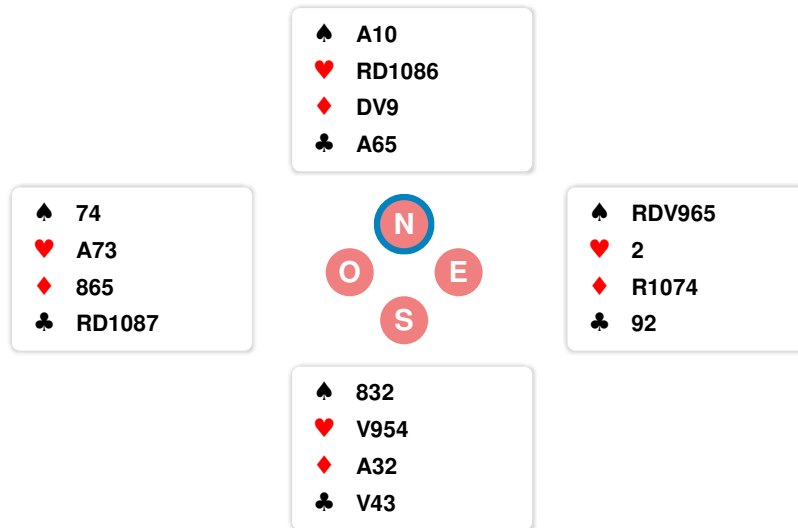 ♠ A10
♥ RD1086
♦ DV9
♣ A65
♠ 74
♥ A73
♦ 865
♣ RD1087
N
O
E
S
♠ RDV965
♥ 2
♦ R1074
♣ 92
♠ 832
♥ V954
♦ A32
♣ V43